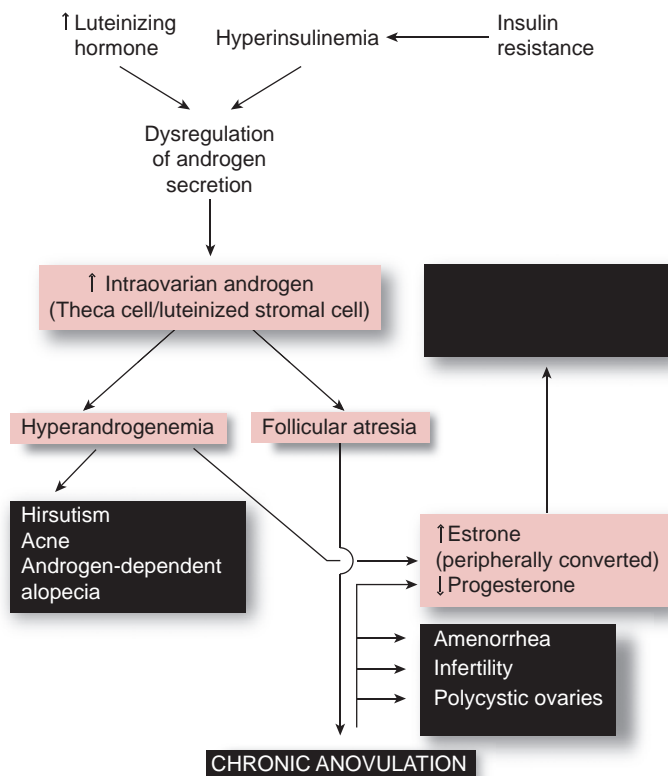 ↑ Luteinizing
hormone
Hyperinsulinemia
Insulin
resistance
Dysregulation
of androgen
secretion
↑ Intraovarian androgen
(Theca cell/luteinized stromal cell)
Hyperandrogenemia
Follicular atresia
Hirsutism
Acne
Androgen-dependent
alopecia
↑Estrone
(peripherally converted)
↓Progesterone
Amenorrhea
Infertility
Polycystic ovaries
CHRONIC ANOVULATION